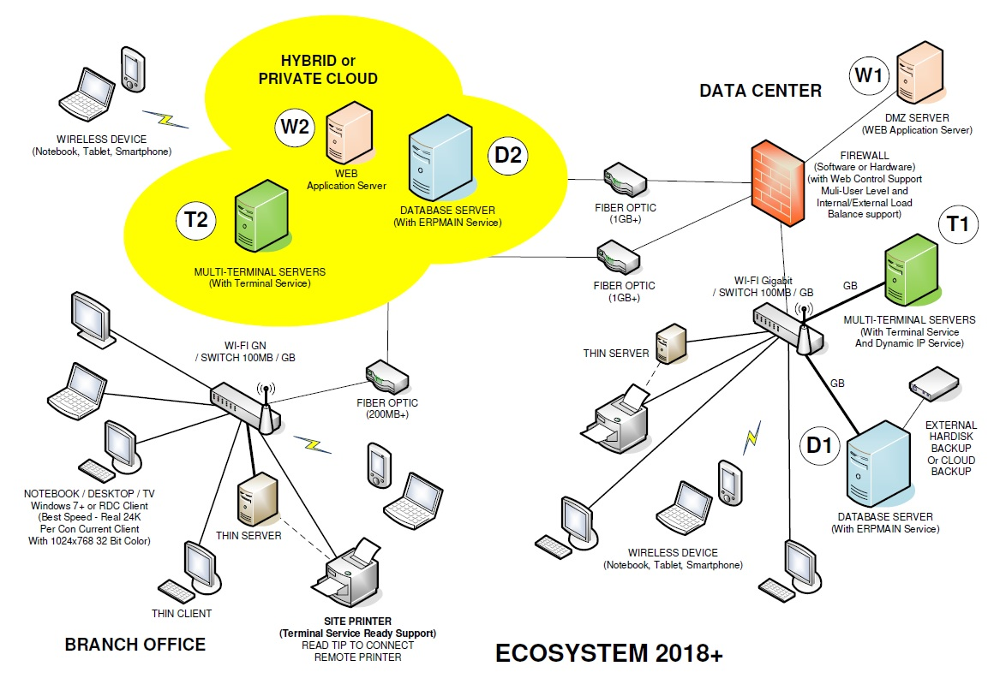 HYBRID or
PRIVATE CLOUD
W2
WEB
Application Server
D2
DATABASE SERVER
(With ERPMAIN Service)
T2
MULTI-TERMINAL SERVERS
(With Terminal Service)
WIRELESS DEVICE
(Notebook, Tablet, Smartphone)
DATA CENTER
W1
DMZ SERVER
(WEB Application Server)
FIREWALL
(Software or Hardware)
(with Web Control Support
Muli-User Level and
Internal/External Load
Balance support)
FIBER OPTIC
(1GB+)
FIBER OPTIC
(1GB+)
T1
WI-FI Gigabit
/ SWITCH 100MB / GB
GB
MULTI-TERMINAL SERVERS
(With Terminal Service
And Dynamic IP Service)
THIN SERVER
GB
D1
EXTERNAL
HARDISK
BACKUP
Or CLOUD
BACKUP
DATABASE SERVER
(With ERPMAIN Service)
WIRELESS DEVICE
(Notebook, Tablet, Smartphone)
WI-FI GN
/ SWITCH 100MB / GB
FIBER OPTIC
(200MB+)
NOTEBOOK / DESKTOP / TV
Windows 7+ or RDC Client
(Best Speed - Real 24K
Per Con Current Client
With 1024x768 32 Bit Color)
THIN SERVER
THIN CLIENT
SITE PRINTER
(Terminal Service Ready Support)
READ TIP TO CONNECT
REMOTE PRINTER
BRANCH OFFICE
ECOSYSTEM 2018+